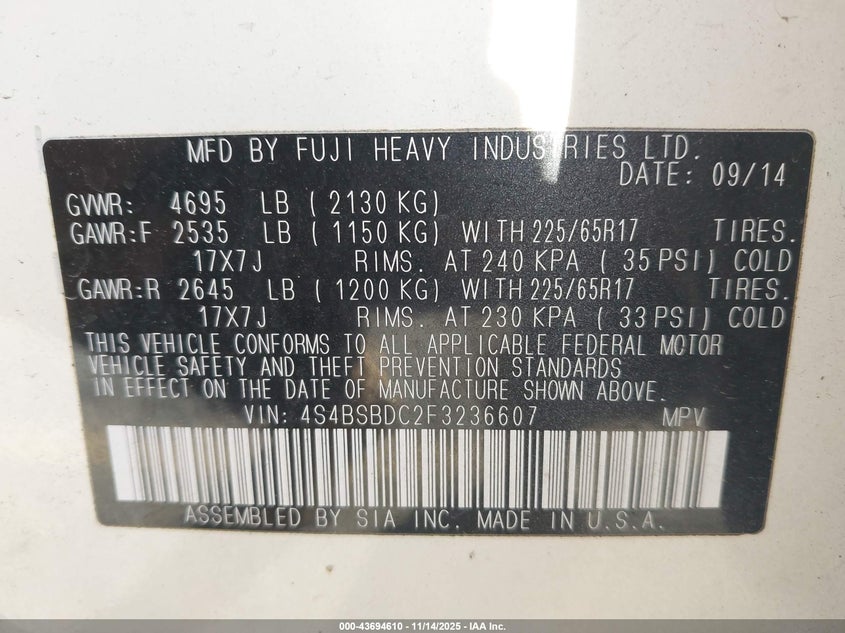 MFD BY FUJI HEAVY INDUSTRIES LTD.
DATE: 09/14
GVWR: 4695 LB ( 2130 KG)
GAWR:F 2535 LB ( 1150 KG) WITH 225/65R17 TIRES.
17X7J RIMS. AT 240 KPA ( 35 PSI) COLD
GAWR:R 2645 LB ( 1200 KG) WITH 225/65R17 TIRES.
17X7J RIMS. AT 230 KPA ( 33 PSI) COLD
THIS VEHICLE CONFORMS TO ALL APPLICABLE FEDERAL MOTOR
VEHICLE SAFETY AND THEFT PREVENTION STANDARDS
IN EFFECT ON THE DATE OF MANUFACTURE SHOWN ABOVE.
VIN: 4S4BSBDC2F3236607 MPV
ASSEMBLED BY SIA INC. MADE IN U.S.A.
000-43694610 - 11/14/2025 - IAA Inc.